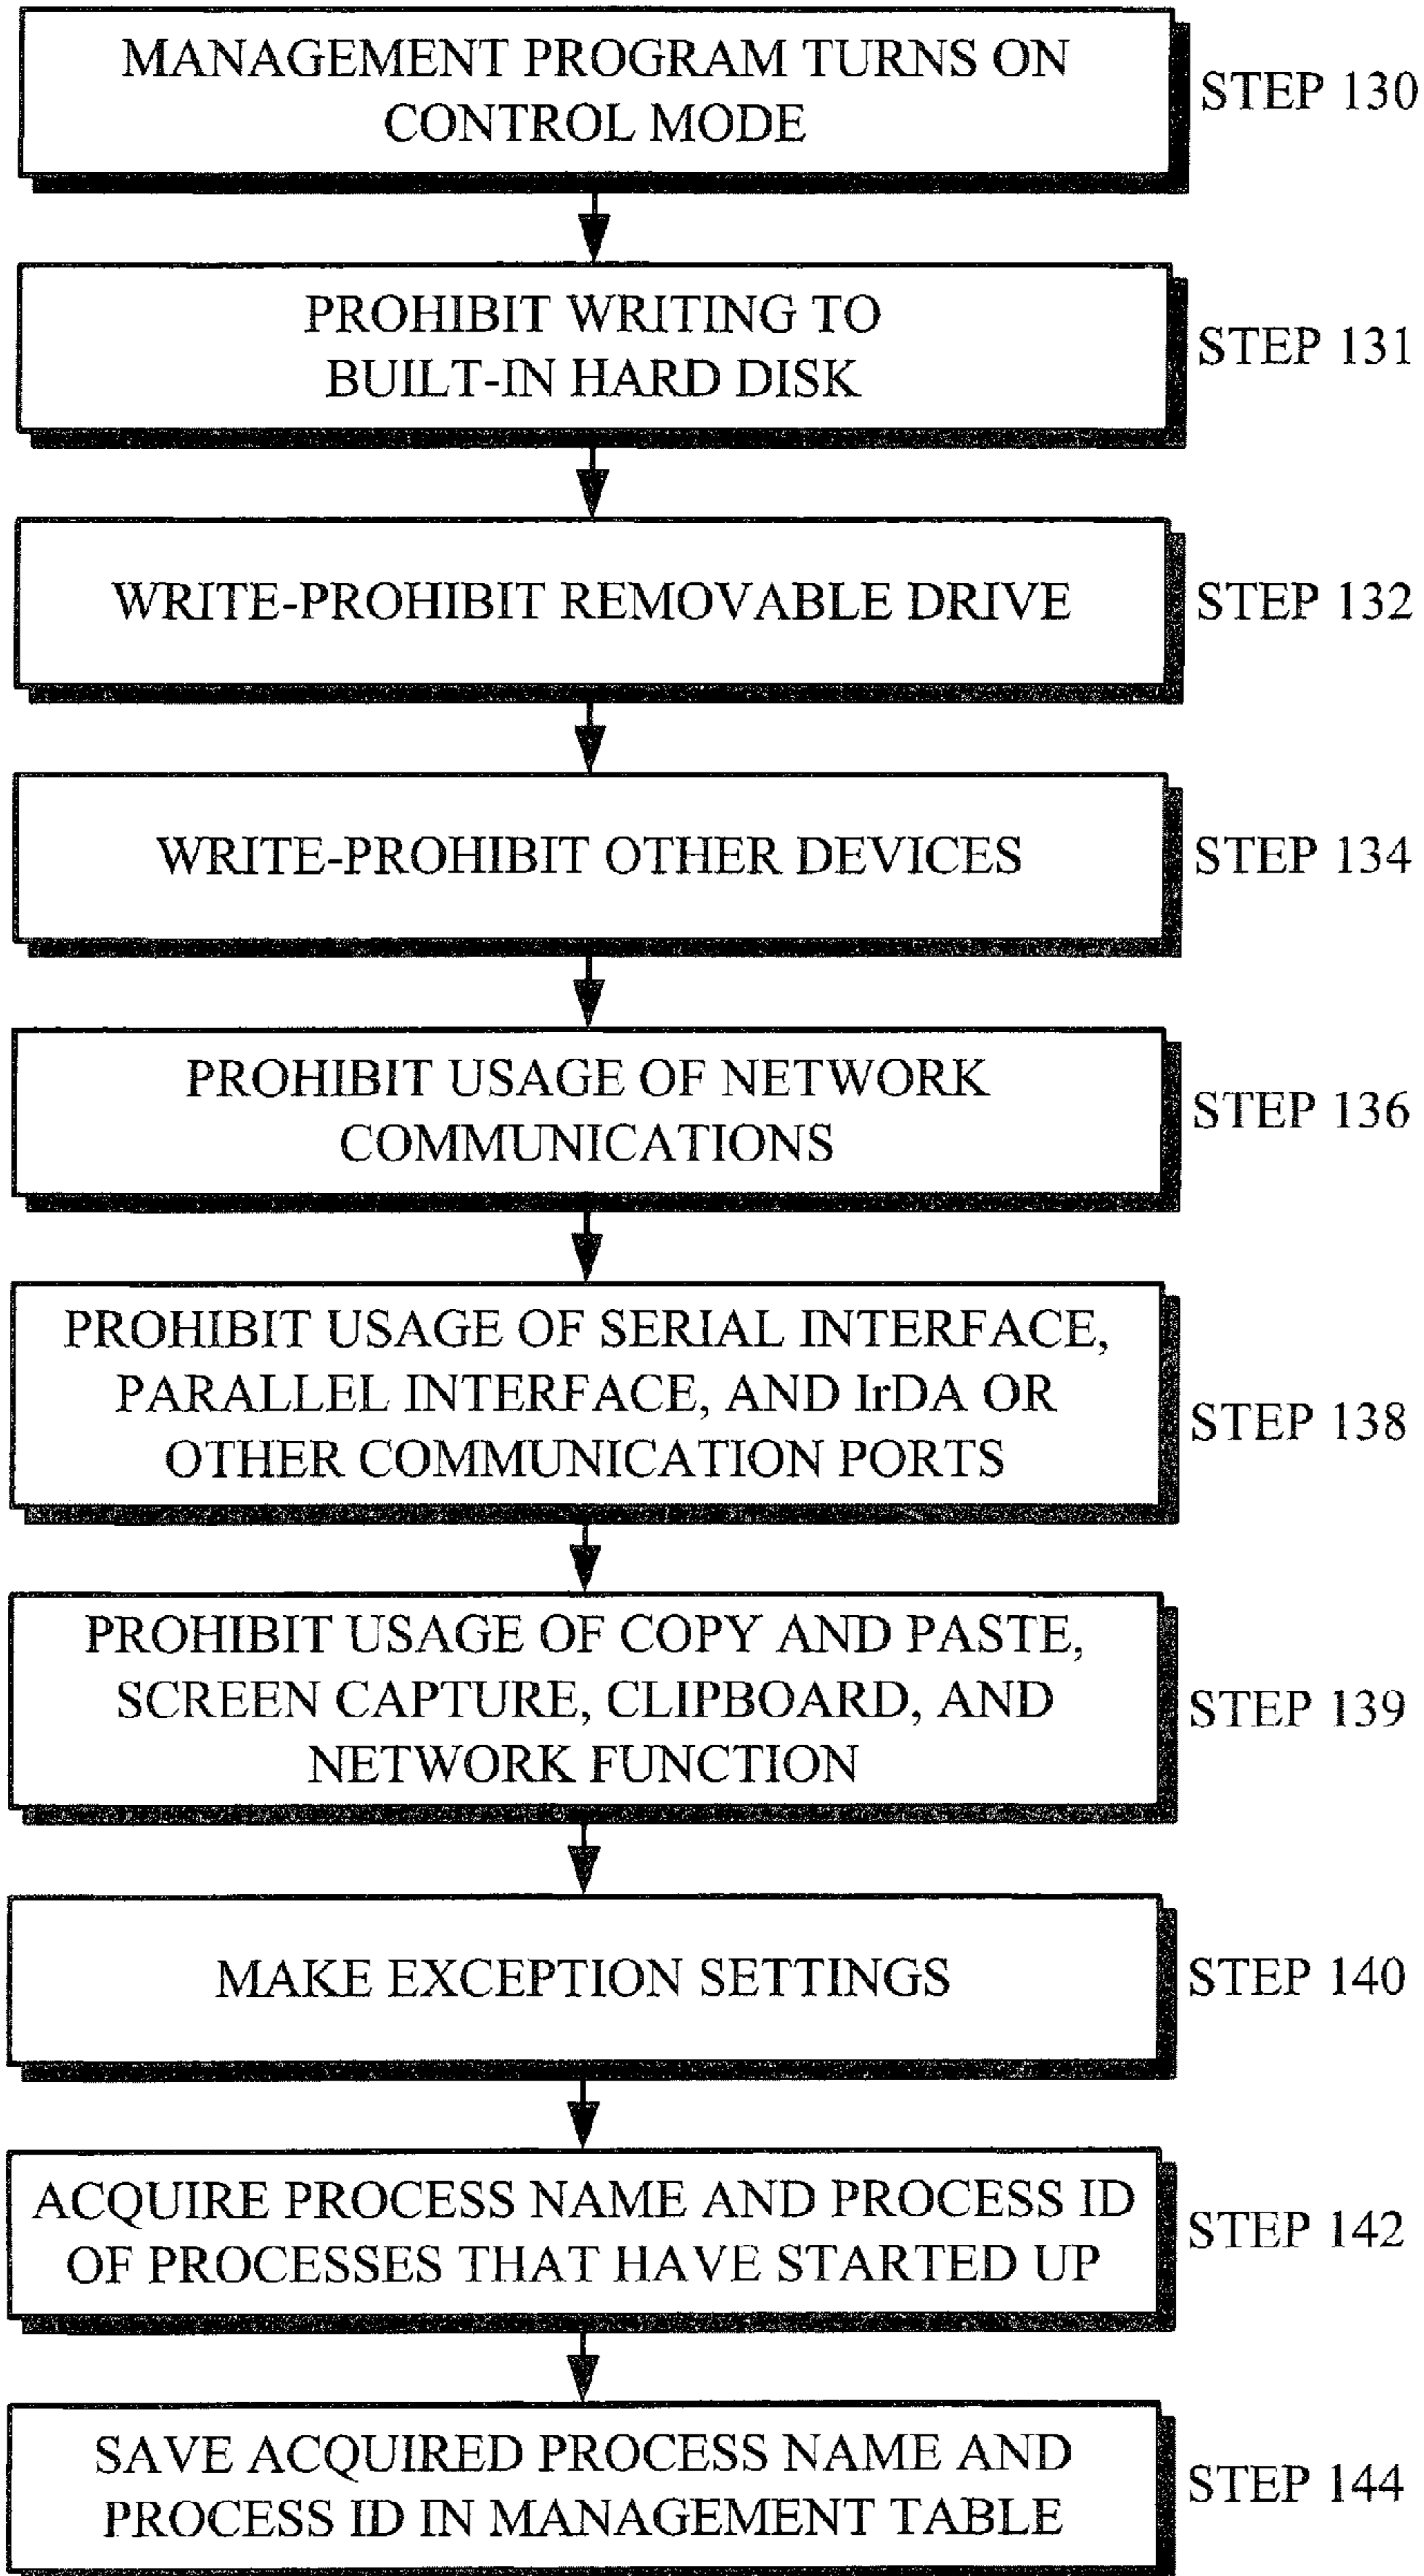 MANAGEMENT PROGRAM TURNS ON
CONTROL MODE
STEP 130
PROHIBIT WRITING TO
BUILT-IN HARD DISK
STEP 131
WRITE-PROHIBIT REMOVABLE DRIVE
STEP 132
WRITE-PROHIBIT OTHER DEVICES
STEP 134
PROHIBIT USAGE OF NETWORK
COMMUNICATIONS
STEP 136
PROHIBIT USAGE OF SERIAL INTERFACE,
PARALLEL INTERFACE, AND IrDA OR
OTHER COMMUNICATION PORTS
STEP 138
PROHIBIT USAGE OF COPY AND PASTE,
SCREEN CAPTURE, CLIPBOARD, AND
NETWORK FUNCTION
STEP 139
MAKE EXCEPTION SETTINGS
STEP 140
ACQUIRE PROCESS NAME AND PROCESS ID
OF PROCESSES THAT HAVE STARTED UP
STEP 142
SAVE ACQUIRED PROCESS NAME AND
PROCESS ID IN MANAGEMENT TABLE
STEP 144